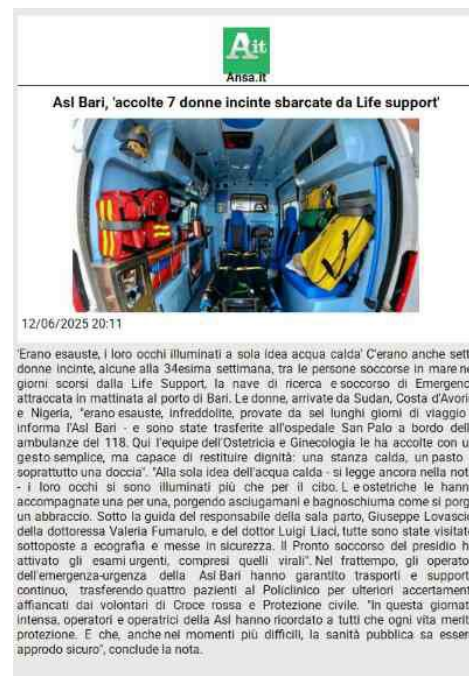 Ait
Ansa.it
Asl Bari, 'accolte 7 donne incinte sbarcate da Life support'
12/06/2025 20:11
'Erano esauste, i loro occhi illuminati a sola idea acqua calda' C'erano anche sett
donne incinte, alcune alla 34esima settimana, tra le persone soccorse in mare ne
giorni scorsi dalla Life Support, la nave di ricerca e soccorso di Emergen
attraccata in mattinata al porto di Bari. Le donne, arrivate da Sudan, Costa d'Avori
e Nigeria, "erano esauste, infreddolite, provate da sei lunghi giorni di viaggio
informa l'Asl Bari - e sono state trasferite all'ospedale San Palo a bordo dell
ambulanze del 118. Qui l'equipe dell'Ostetricia e Ginecologia le ha accolte con u
gesto semplice, ma capace di restituire dignità: una stanza calda, un pasto
soprattutto una doccia". "Alla sola idea dell'acqua calda - si legge ancora nella not
- i loro occhi si sono illuminati più che per il cibo. L e ostetriche le hann
accompagnate una per una, porgendo asciugamani e bagnoschiuma come si porg
un abbraccio. Sotto la guida del responsabile della sala parto, Giuseppe Lovasci
della dottoressa Valeria Fumarulo, e del dottor Luigi Liaci, tutte sono state visitat
sottoposte a ecografia e messe in sicurezza. Il Pronto soccorso del presidio h
attivato gli esami urgenti, compresi quelli virali". Nel frattempo, gli operato
dell'emergenza-urgenza della Asl Bari hanno garantito trasporti e support
continuo, trasferendo quattro pazienti al Policlinico per ulteriori accertament
affiancati dai volontari di Croce rossa e Protezione civile. "In questa giornat
intensa, operatori e operatrici della Asl hanno ricordato a tutti che ogni vita merit
protezione. E che, anche nei momenti più difficili, la sanità pubblica sa esser
approdo sicuro", conclude la nota.